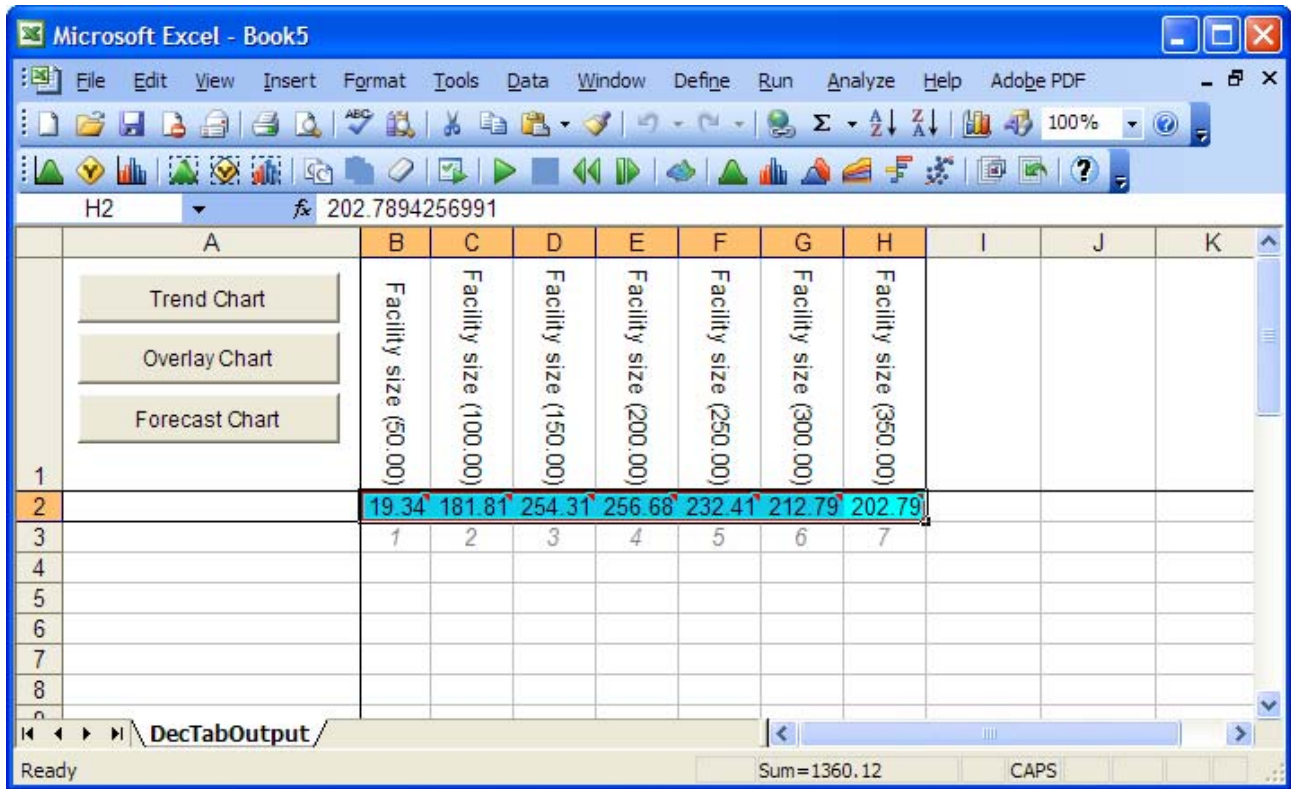 Microsoft Excel - Book5
File Edit View Insert Format Tools Data Window Define Run Analyze Help Adobe PDF
ABC Σ A Z Z A 100% ?
?
H2 fx 202.7894256991
A B C D E F G H I J K
Trend Chart
Overlay Chart
Forecast Chart
Facility size (50.00)
Facility size (100.00)
Facility size (150.00)
Facility size (200.00)
Facility size (250.00)
Facility size (300.00)
Facility size (350.00)
1
2 19.34 181.81 254.31 256.68 232.41 212.79 202.79
3 1 2 3 4 5 6 7
4
5
6
7
8
DecTabOutput
Ready Sum=1360.12 CAPS